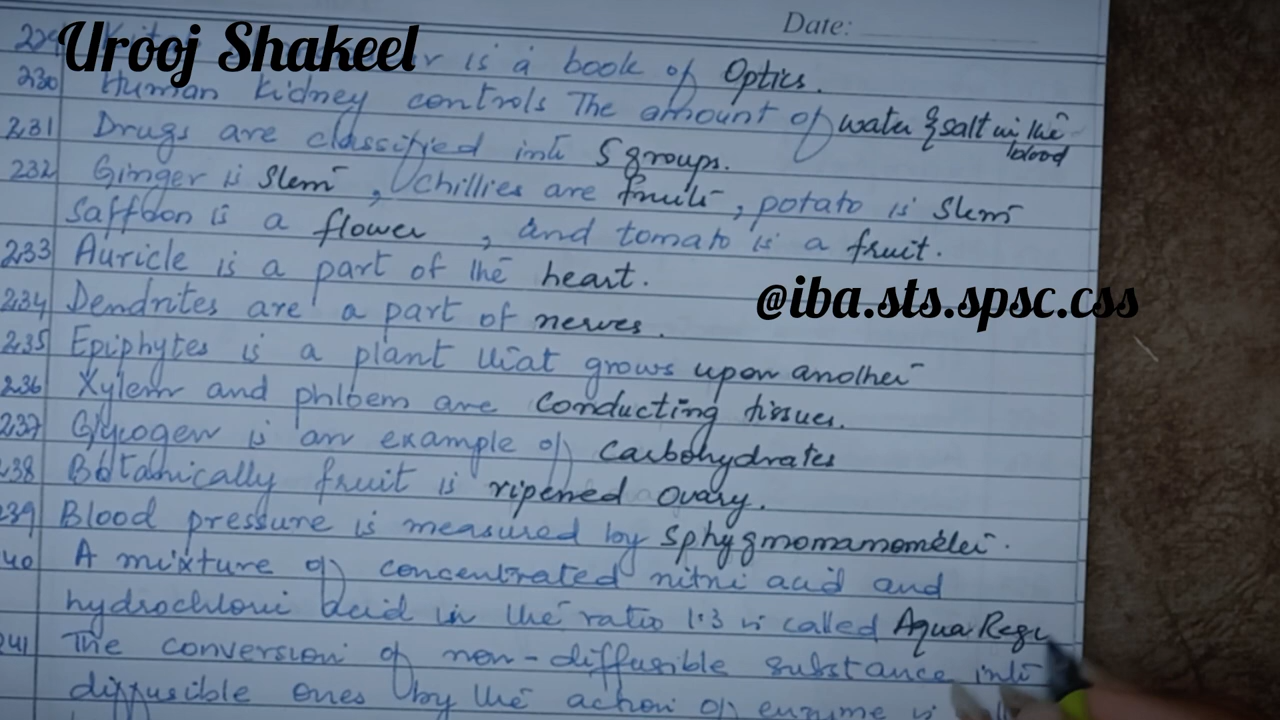 Date:
Urooj Shakeel
229 r is a book of Optics.
230 Human kidney controls The amount of water & salt in the
blood
231 Drugs are classified into 5 groups.
232 Ginger is Stem, chillies are fruit, potato is Stem
Saffron is a flower, and tomato is a fruit.
233 Auricle is a part of the heart.
@iba.sts.spsc.css
234 Dendrites are a part of nerves.
235 Epiphytes is a plant that grows upon another
236 Xylem and phloem are Conducting tissues.
237 Glycogen is an example of Carbohydrates
238 Botanically fruit is ripened ovary.
239 Blood pressure is measured by Sphygmomamometer.
40 A mixture of concentrated nitric acid and
hydrochloric acid in the ratio 1:3 is called Aqua Reg
241 The conversion of non-diffusible substance into
diffusible ones by the action of enzyme is